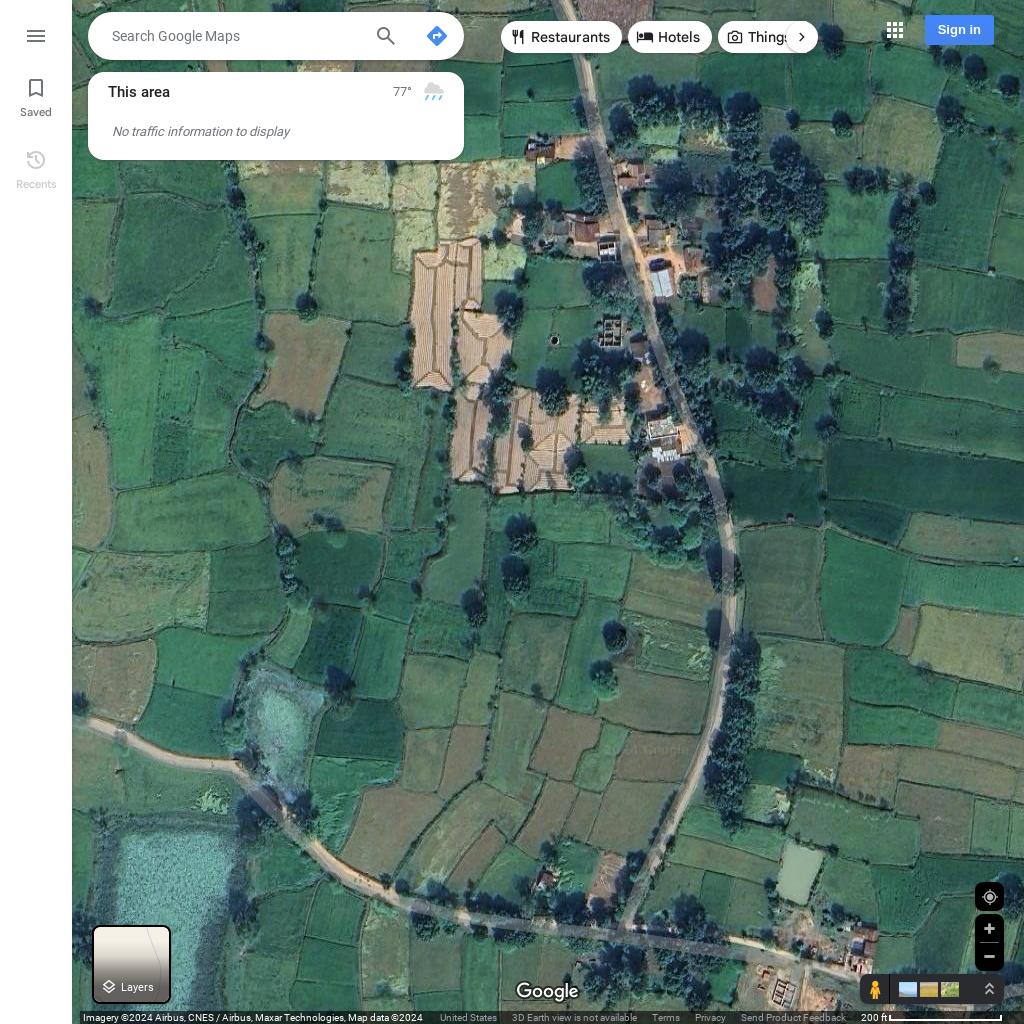 Search Google Maps
Restaurants
Hotels
Things
Sign in
Saved
Recents
This area
77°
No traffic information to display
Layers
Google
Imagery ©2024 Airbus, CNES / Airbus, Maxar Technologies, Map data ©2024 United States 3D Earth view is not available Terms Privacy Send Product Feedback 200 ft